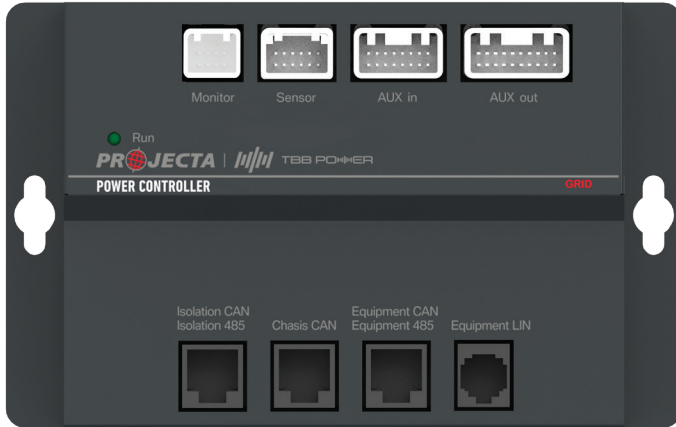 Monitor Sensor AUX in AUX out
Run
PROJECTA | TBB POWER
POWER CONTROLLER GRID
Isolation CAN Equipment CAN
Isolation 485 Chasis CAN Equipment 485 Equipment LIN